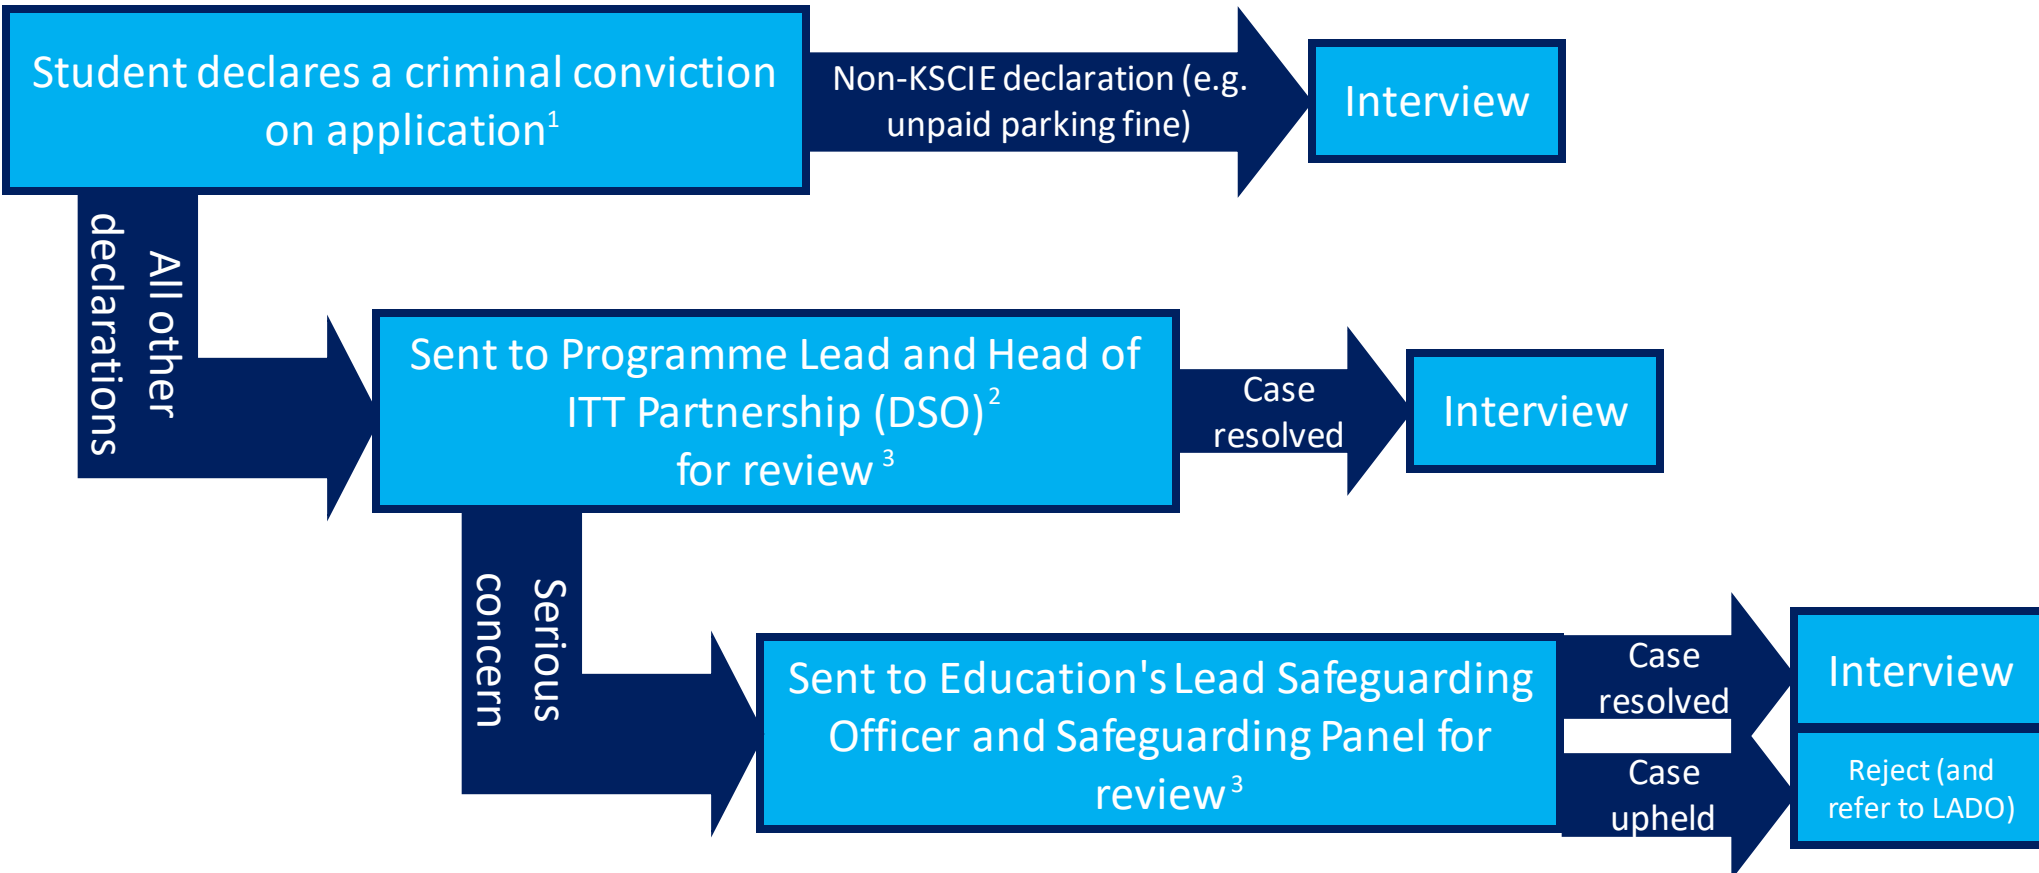 Student declares a criminal conviction
on application1
Non-KSCIE declaration (e.g.
unpaid parking fine)
Interview
All other
declarations
Sent to Programme Lead and Head of
ITT Partnership (DSO)2
for review3
Case
resolved
Interview
Serious
concern
Sent to Education's Lead Safeguarding
Officer and Safeguarding Panel for
review3
Case
resolved
Interview
Case
upheld
Reject (and
refer to LADO)